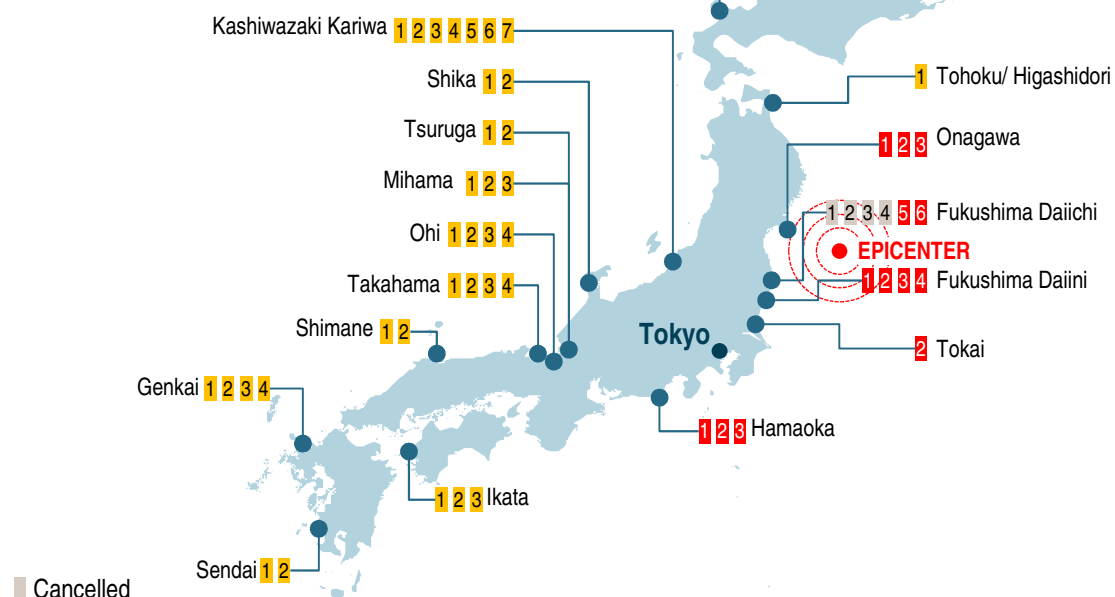 Kashiwazaki Kariwa 1 2 3 4 5 6 7
Shika 1 2
1 Tohoku/ Higashidori
Tsuruga 1 2
1 2 3 Onagawa
Mihama 1 2 3
1 2 3 4 5 6 Fukushima Daiichi
Ohi 1 2 3 4
EPICENTER
Takahama 1 2 3 4
1 2 3 4 Fukushima Daiini
Shimane 1 2
Tokyo
2 Tokai
Genkai 1 2 3 4
1 2 3 Hamaoka
1 2 3 Ikata
Sendai 1 2
Cancelled